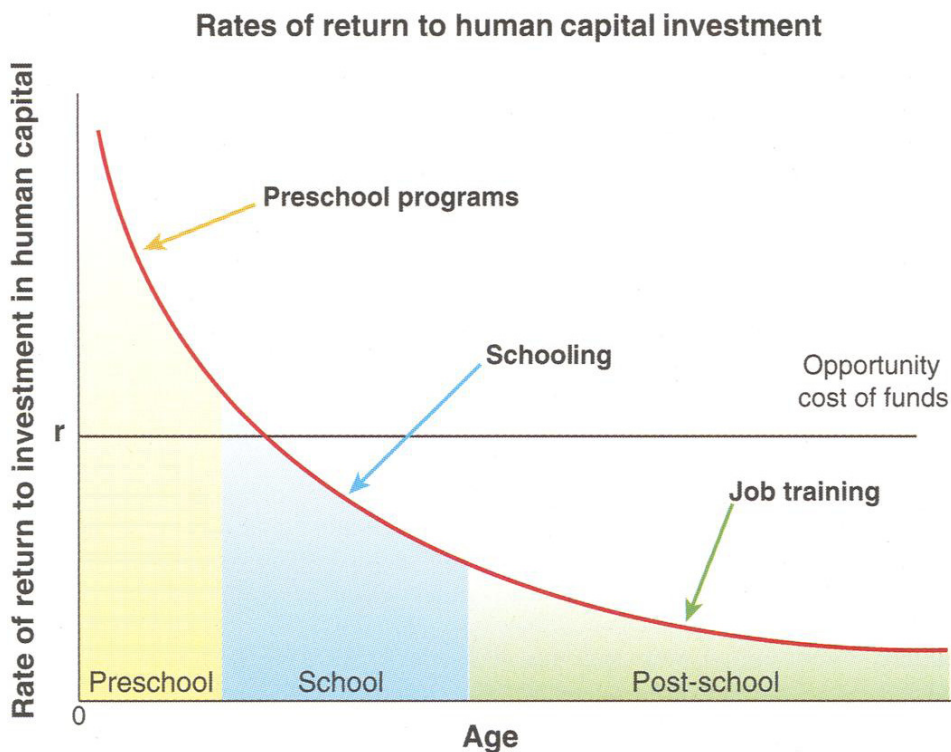 Rates of return to human capital investment
Rate of return to investment in human capital
Preschool programs
Schooling
Opportunity
cost of funds
r
Job training
Preschool
School
Post-school
0
Age